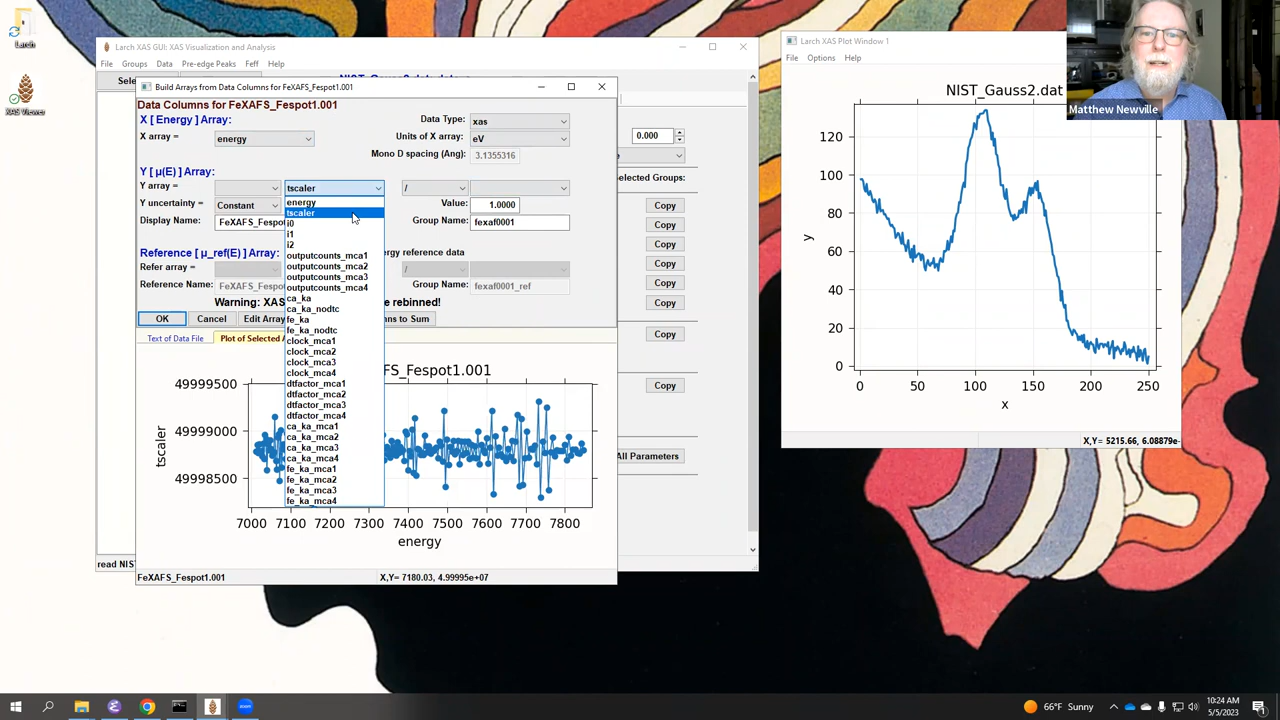 Larch
XAS Viewer
Larch XAS GUI: XAS Visualization and Analysis
File Groups Data Pre-edge Peaks Feff Help
Build Arrays from Data Columns for FeXAFS_Fespot1.001
Data Columns from FeXAFS_Fespot1.001
X [ Energy ] Array:
Data Type: xas
X array = energy
Units of X array: eV
Mono D spacing (Ang): 3.1355316
Y [ μ(E) ] Array:
Y array = tscaler /
Y uncertainty = Constant
Value: 1.0000
Display Name: FeXAFS_Fespot
Group Name: fexaf0001
Reference [ μ_ref(E) ] Array:
ergy reference data
Refer array = /
Reference Name: FeXAFS_Fespo
Group Name: fexaf0001_ref
Warning: XAS
e rebinned!
OK Cancel Edit Array
ns to Sum
Text of Data File Plot of Selected A
energy
tscaler
i0
i1
i2
outputcounts_mca1
outputcounts_mca2
outputcounts_mca3
outputcounts_mca4
ca_ka
ca_ka_nodtc
fe_ka
fe_ka_nodtc
clock_mca1
clock_mca2
clock_mca3
clock_mca4
dtfactor_mca1
dtfactor_mca2
dtfactor_mca3
dtfactor_mca4
ca_ka_mca1
ca_ka_mca2
ca_ka_mca3
ca_ka_mca4
fe_ka_mca1
fe_ka_mca2
fe_ka_mca3
fe_ka_mca4
FS_Fespot1.001
49999500
49999000
49998500
tscaler
7000 7100 7200 7300 7400 7500 7600 7700 7800
energy
FeXAFS_Fespot1.001
X,Y= 7180.03, 4.99995e+07
read NIS
Sele
0.000
elected Groups:
Copy
Copy
Copy
Copy
Copy
Copy
Copy
Copy
All Parameters
Larch XAS Plot Window 1
File Options Help
NIST_Gauss2.dat
120
100
80
60
40
20
0
y
0 50 100 150 200 250
x
X,Y= 5215.66, 6.08879e-
Matthew Newville
66°F Sunny
10:24 AM
5/5/2023
1